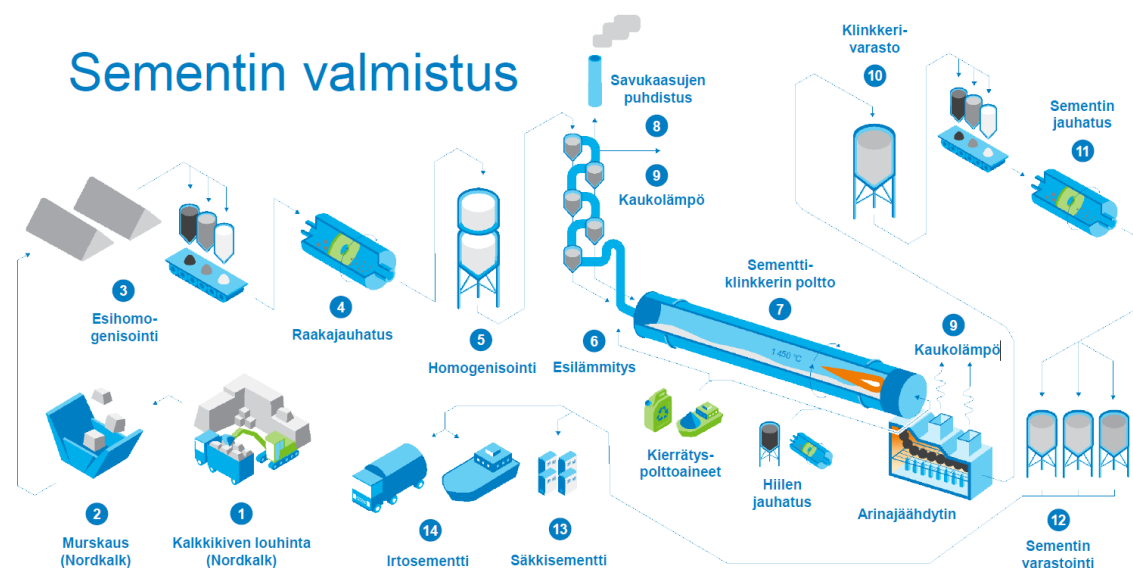 Sementin valmistus
1
Kalkkikiven louhinta
(Nordkalk)
2
Murskaus
(Nordkalk)
3
Esihomo-
genisointi
4
Raakajauhatus
5
Homogenisointi
6
Esilämmitys
Sementti-
klinkkerin poltto
7
1 450 °C
Savukaasujen
puhdistus
8
9
Kaukolämpö
Kierrätys-
polttoaineet
Hiilen
jauhatus
Arinajäähdytin
9
Kaukolämpö
Klinkkeri-
varasto
10
Sementin
jauhatus
11
12
Sementin
varastointi
13
Säkkisementti
14
Irtosementti